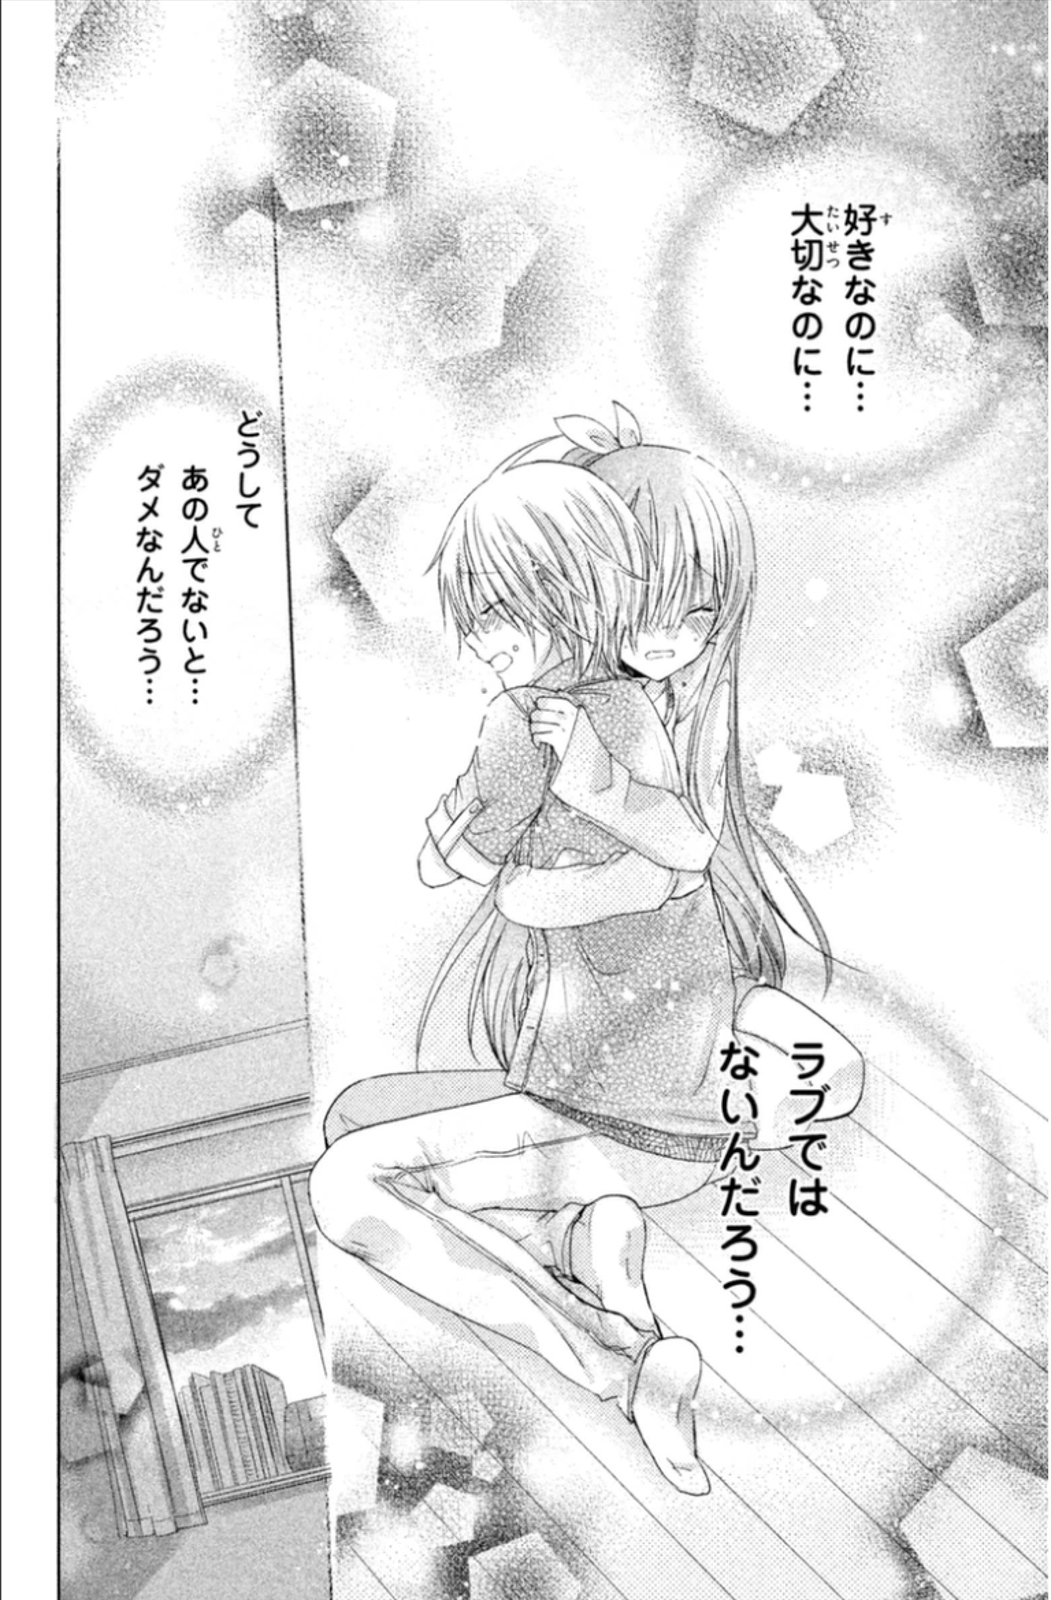 好きなのに…
大切なのに…
ラブでは
ないんだろう…
どうして
あの人でないと…
ダメなんだろう…